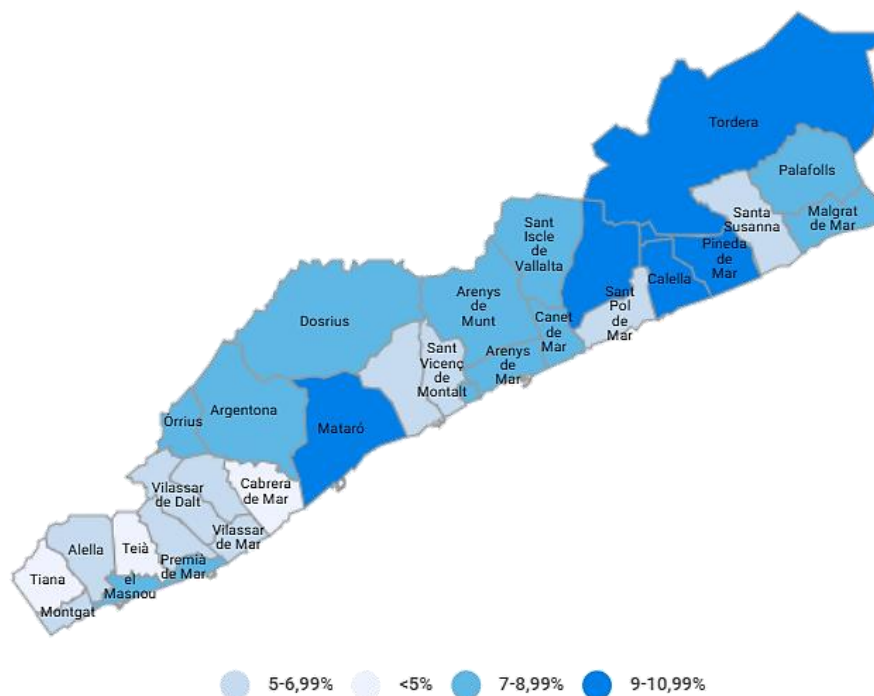 Tordera
Palafolls
Santa
Susanna
Malgrat
de Mar
Sant
Iscle
de
Vallalta
Pineda
de
Mar
Calella
Sant
Pol
de
Mar
Arenys
de
Munt
Canet
de
Mar
Dosrius
Sant
Vicenç
de
Montalt
Arenys
de
Mar
Òrrius
Argentona
Mataró
Cabrera
de Mar
Vilassar
de Dalt
Vilassar
de Mar
Alella
Teià
Premià
de Mar
Tiana
el
Masnou
Montgat
5-6,99%
<5%
7-8,99%
9-10,99%